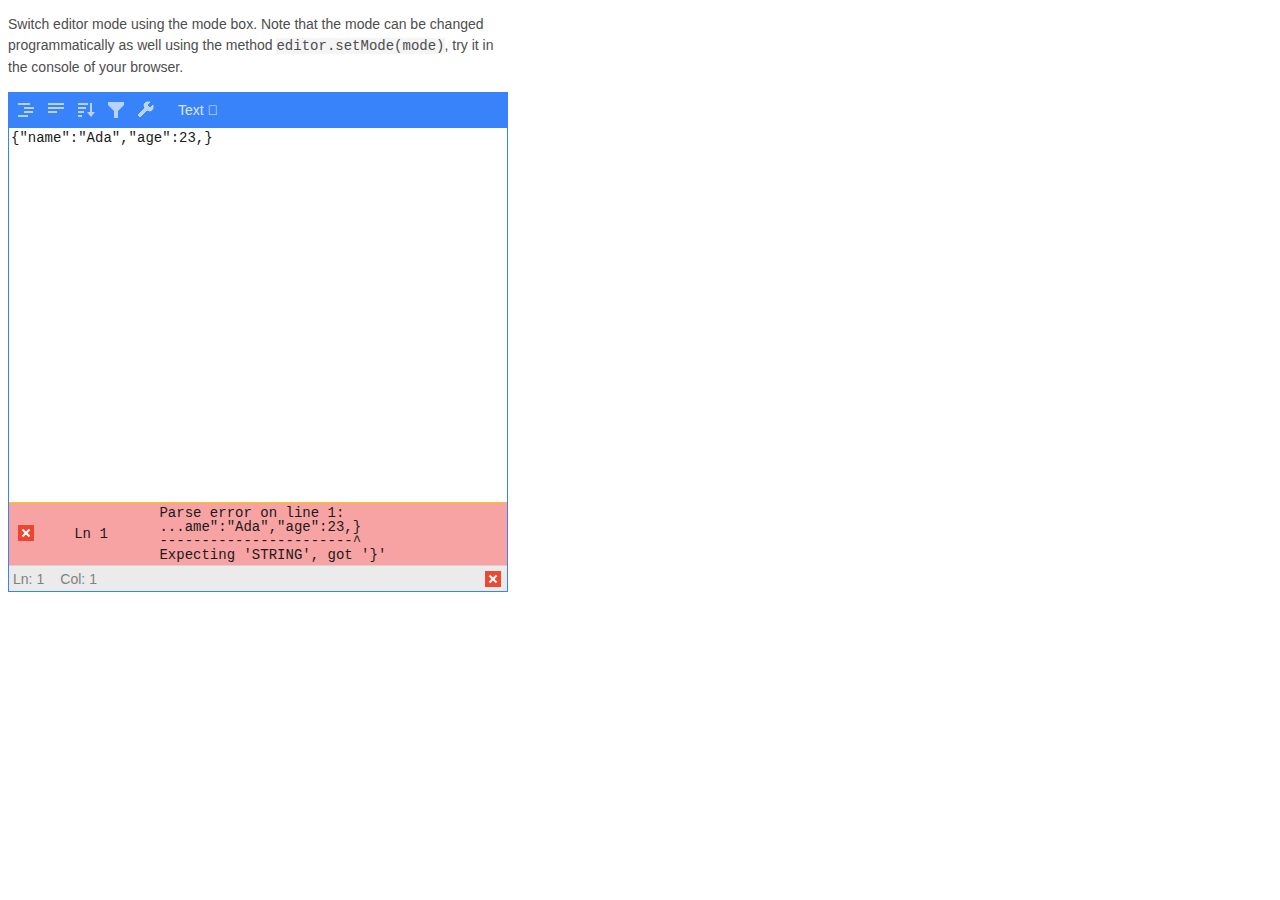 Switch editor mode using the mode box. Note that the mode can be changed
programmatically as well using the method editor.setMode(mode), try it in
the console of your browser.
Text
{"name":"Ada","age":23,}
Ln 1
Parse error on line 1:
...ame":"Ada","age":23,}
-----------------------^
Expecting 'STRING', got '}'
Ln: 1 Col: 1